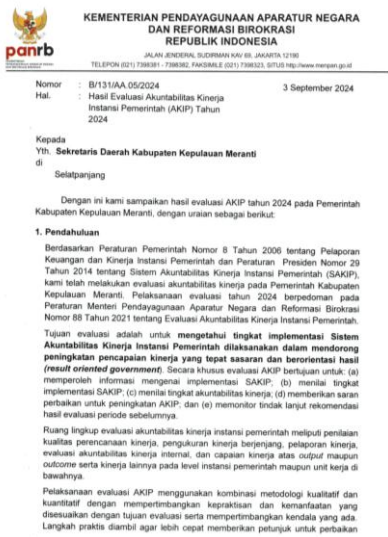 KEMENTERIAN PENDAYAGUNAAN APARATUR NEGARA
DAN REFORMASI BIROKRASI
REPUBLIK INDONESIA
panrb
JALAN JENDERAL SUDIRMAN KAV 69, JAKARTA 12190
TELEPON (021) 7398381 - 7398382, FAKSIMILE (021) 7398323, SITUS http://www.menpan.go.id
Nomor : B/131/AA.05/2024 3 September 2024
Hal. : Hasil Evaluasi Akuntabilitas Kinerja
Instansi Pemerintah (AKIP) Tahun
2024
Kepada
Yth. Sekretaris Daerah Kabupaten Kepulauan Meranti
di
Selatpanjang
Dengan ini kami sampaikan hasil evaluasi AKIP tahun 2024 pada Pemerintah
Kabupaten Kepulauan Meranti, dengan uraian sebagai berikut:
1. Pendahuluan
Berdasarkan Peraturan Pemerintah Nomor 8 Tahun 2006 tentang Pelaporan
Keuangan dan Kinerja Instansi Pemerintah dan Peraturan Presiden Nomor 29
Tahun 2014 tentang Sistem Akuntabilitas Kinerja Instansi Pemerintah (SAKIP),
kami telah melakukan evaluasi akuntabilitas kinerja pada Pemerintah Kabupaten
Kepulauan Meranti. Pelaksanaan evaluasi tahun 2024 berpedoman pada
Peraturan Menteri Pendayagunaan Aparatur Negara dan Reformasi Birokrasi
Nomor 88 Tahun 2021 tentang Evaluasi Akuntabilitas Kinerja Instansi Pemerintah.
Tujuan evaluasi adalah untuk mengetahui tingkat implementasi Sistem
Akuntabilitas Kinerja Instansi Pemerintah dilaksanakan dalam mendorong
peningkatan pencapaian kinerja yang tepat sasaran dan berorientasi hasil
(result oriented government). Secara khusus evaluasi AKIP bertujuan untuk: (a)
memperoleh informasi mengenai implementasi SAKIP; (b) menilai tingkat
implementasi SAKIP; (c) menilai tingkat akuntabilitas kinerja; (d) memberikan saran
perbaikan untuk peningkatan AKIP; dan (e) memonitor tindak lanjut rekomendasi
hasil evaluasi periode sebelumnya.
Ruang lingkup evaluasi akuntabilitas kinerja instansi pemerintah meliputi penilaian
kualitas perencanaan kinerja, pengukuran kinerja berjenjang, pelaporan kinerja,
evaluasi akuntabilitas kinerja internal, dan capaian kinerja atas output maupun
outcome serta kinerja lainnya pada level instansi pemerintah maupun unit kerja di
bawahnya.
Pelaksanaan evaluasi AKIP menggunakan kombinasi metodologi kualitatif dan
kuantitatif dengan mempertimbangkan kepraktisan dan kemanfaatan yang
disesuaikan dengan tujuan evaluasi serta mempertimbangkan kendala yang ada.
Langkah praktis diambil agar lebih cepat memberikan petunjuk untuk perbaikan